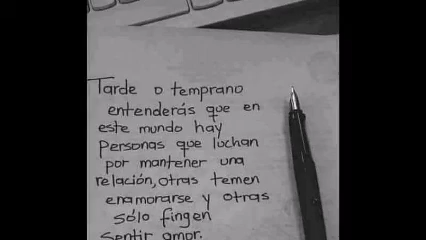 Tarde o temprano
entenderás que en
este mundo hay
personas que luchan
por mantener una
relación, otras temen
enamorarse y otras
sólo fingen
sentir amor.